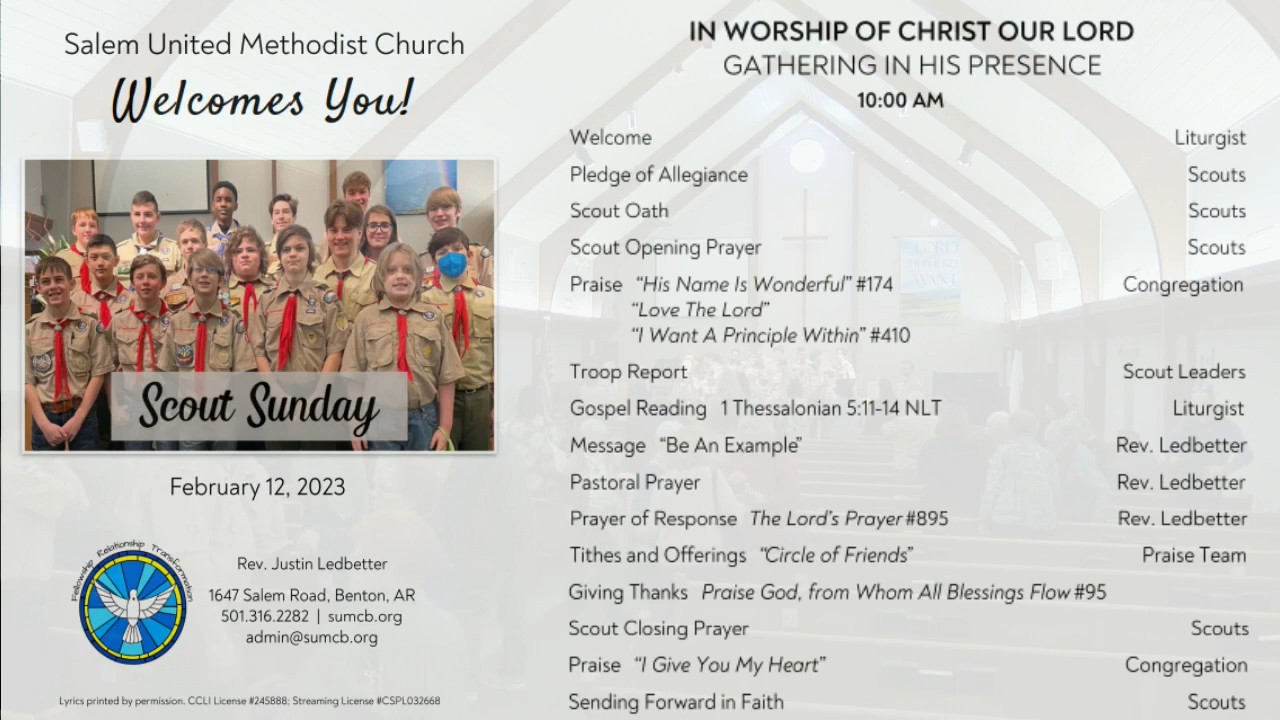 Salem United Methodist Church
Welcomes You!
Scout Sunday
February 12, 2023
Fellowship Relationship Transformation
Rev. Justin Ledbetter
1647 Salem Road, Benton, AR
501.316.2282 | sumcb.org
admin@sumcb.org
Lyrics printed by permission. CCLI License #245888; Streaming License #CSPL032668
IN WORSHIP OF CHRIST OUR LORD
GATHERING IN HIS PRESENCE
10:00 AM
Welcome Liturgist
Pledge of Allegiance Scouts
Scout Oath Scouts
Scout Opening Prayer Scouts
Praise "His Name Is Wonderful" #174 Congregation
"Love The Lord"
"I Want A Principle Within" #410
Troop Report Scout Leaders
Gospel Reading 1 Thessalonian 5:11-14 NLT Liturgist
Message "Be An Example" Rev. Ledbetter
Pastoral Prayer Rev. Ledbetter
Prayer of Response The Lord's Prayer #895 Rev. Ledbetter
Tithes and Offerings "Circle of Friends" Praise Team
Giving Thanks Praise God, from Whom All Blessings Flow #95
Scout Closing Prayer Scouts
Praise "I Give You My Heart" Congregation
Sending Forward in Faith Scouts